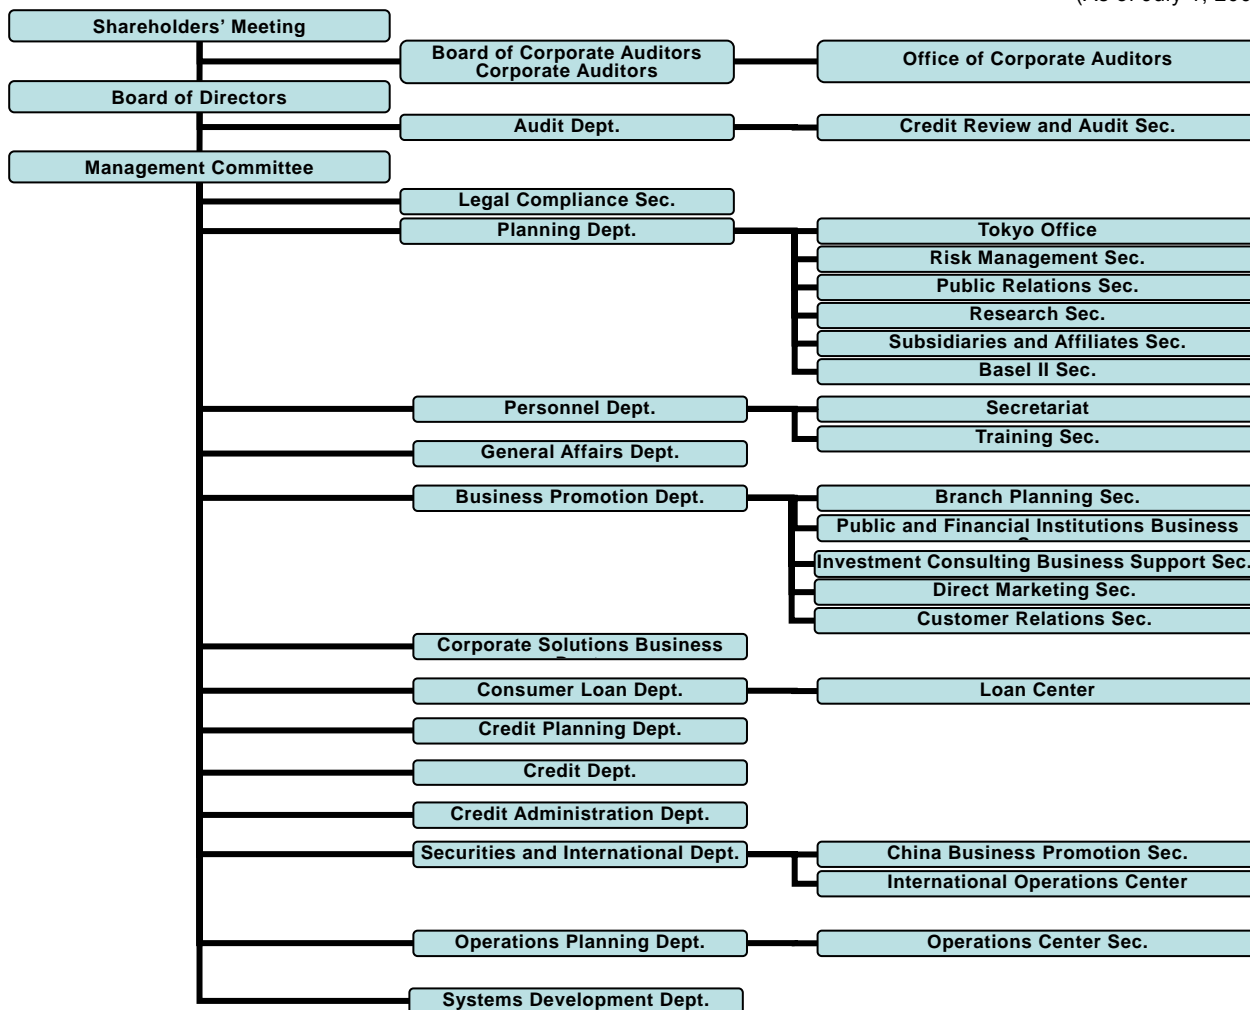 (As of July 1, 200
Shareholders' Meeting
Board of Corporate Auditors
Corporate Auditors
Office of Corporate Auditors
Board of Directors
Audit Dept.
Credit Review and Audit Sec.
Management Committee
Legal Compliance Sec.
Planning Dept.
Tokyo Office
Risk Management Sec.
Public Relations Sec.
Research Sec.
Subsidiaries and Affiliates Sec.
Basel II Sec.
Personnel Dept.
Secretariat
Training Sec.
General Affairs Dept.
Business Promotion Dept.
Branch Planning Sec.
Public and Financial Institutions Business
Investment Consulting Business Support Sec.
Direct Marketing Sec.
Customer Relations Sec.
Corporate Solutions Business
Consumer Loan Dept.
Loan Center
Credit Planning Dept.
Credit Dept.
Credit Administration Dept.
Securities and International Dept.
China Business Promotion Sec.
International Operations Center
Operations Planning Dept.
Operations Center Sec.
Systems Development Dept.